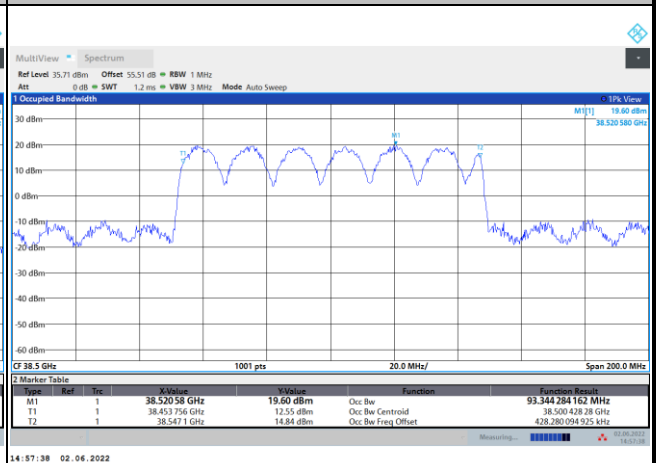 MultiView Spectrum
Ref Level 35.71 dBm Offset 55.51 dB RBW 1 MHz
Att 0 dB SWT 1.2 ms VBW 3 MHz Mode Auto Sweep
1 Occupied Bandwidth 1Pk View
M1[1] 19.60 dBm
38.520 580 GHz
30 dBm
M1
20 dBm
T1 T2
10 dBm
0 dBm
-10 dBm
-20 dBm
-30 dBm
-40 dBm
-50 dBm
-60 dBm
CF 38.5 GHz 1001 pts 20.0 MHz/ Span 200.0 MHz
2 Marker Table
Type Ref Trc X-Value Y-Value Function Function Result
M1 1 38.520 58 GHz 19.60 dBm Occ Bw 93.344 284 162 MHz
T1 1 38.453 756 GHz 12.55 dBm Occ Bw Centroid 38.500 428 28 GHz
T2 1 38.547 1 GHz 14.84 dBm Occ Bw Freq Offset 428.280 094 925 kHz
Measuring... 02.06.2022
14:57:38
14:57:38 02.06.2022